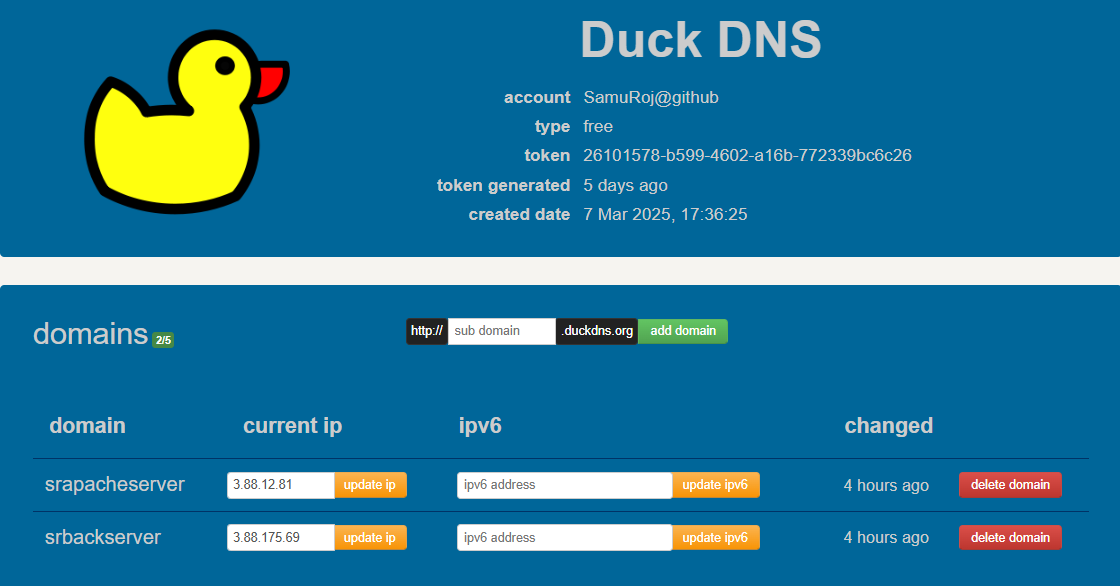 Duck DNS
account SamuRoj@github
type free
token 26101578-b599-4602-a16b-772339bc6c26
token generated 5 days ago
created date 7 Mar 2025, 17:36:25
domains 2/5 http:// sub domain .duckdns.org add domain
domain current ip ipv6 changed
srapacheserver 3.88.12.81 update ip ipv6 address update ipv6 4 hours ago delete domain
srbackserver 3.88.175.69 update ip ipv6 address update ipv6 4 hours ago delete domain